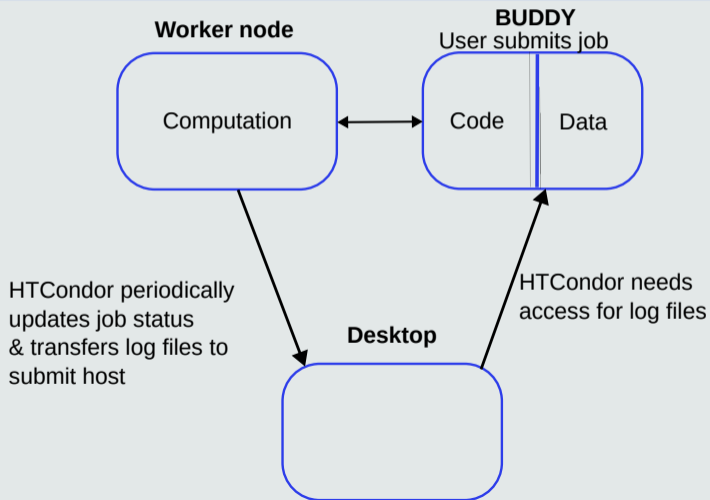 Worker node
BUDDY
User submits job
Computation
Code
Data
HTCondor periodically
updates job status
& transfers log files to
submit host
HTCondor needs
access for log files
Desktop